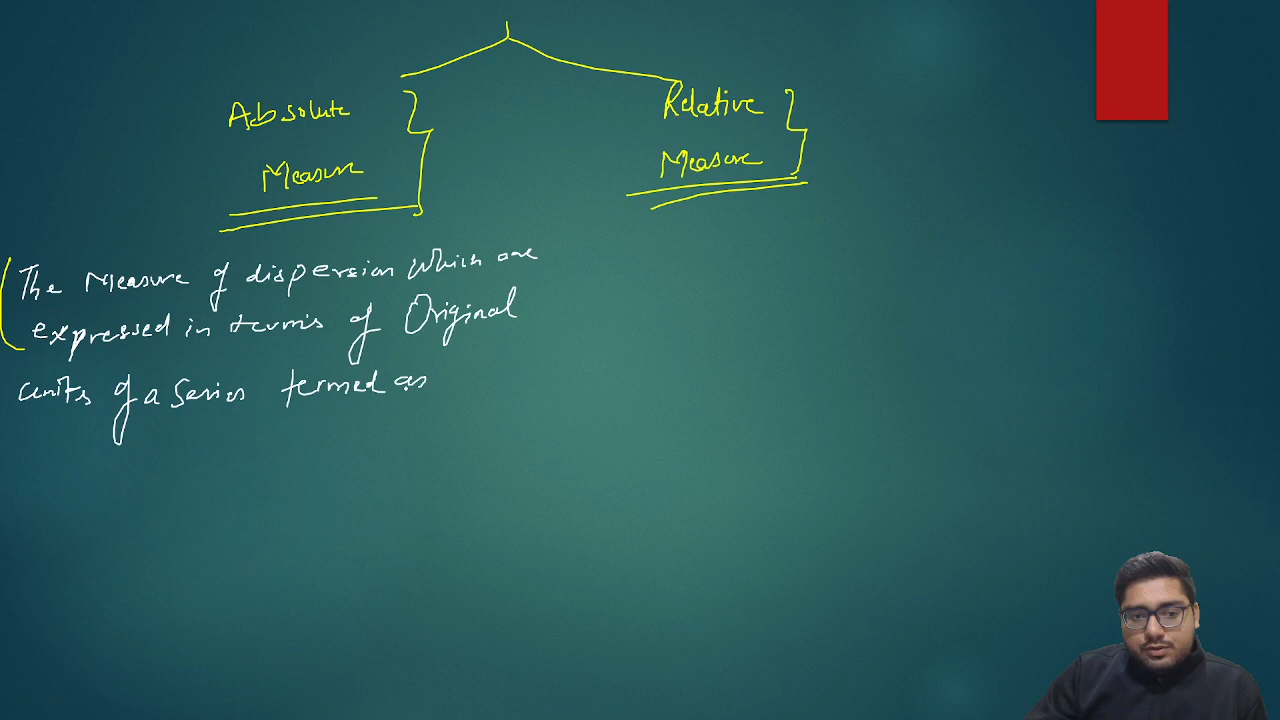 Absolute
Measure
Relative
Measure
The Measure of dispersion which are
expressed in terms of Original
units of a Series termed as